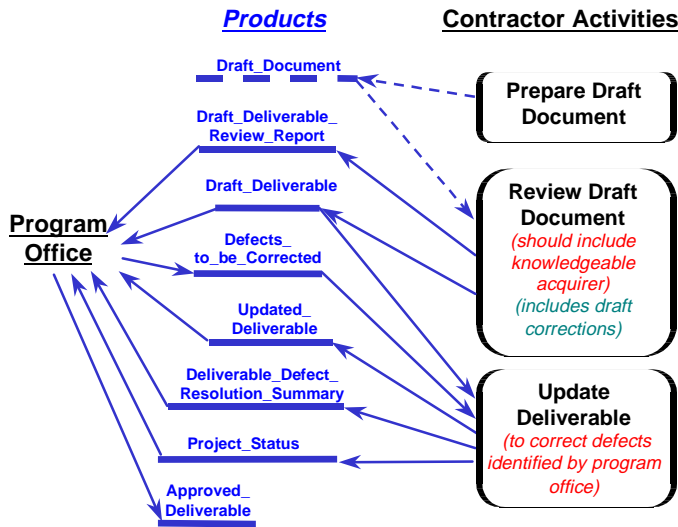 Products
Contractor Activities
Draft_Document
Prepare Draft
Document
Draft_Deliverable_
Review_Report
Draft_Deliverable
Review Draft
Document
(should include
knowledgeable
acquirer)
(includes draft
corrections)
Program
Office
Defects_
to_be_Corrected
Updated_
Deliverable
Deliverable_Defect_
Resolution_Summary
Update
Deliverable
(to correct defects
identified by program
office)
Project_Status
Approved_
Deliverable